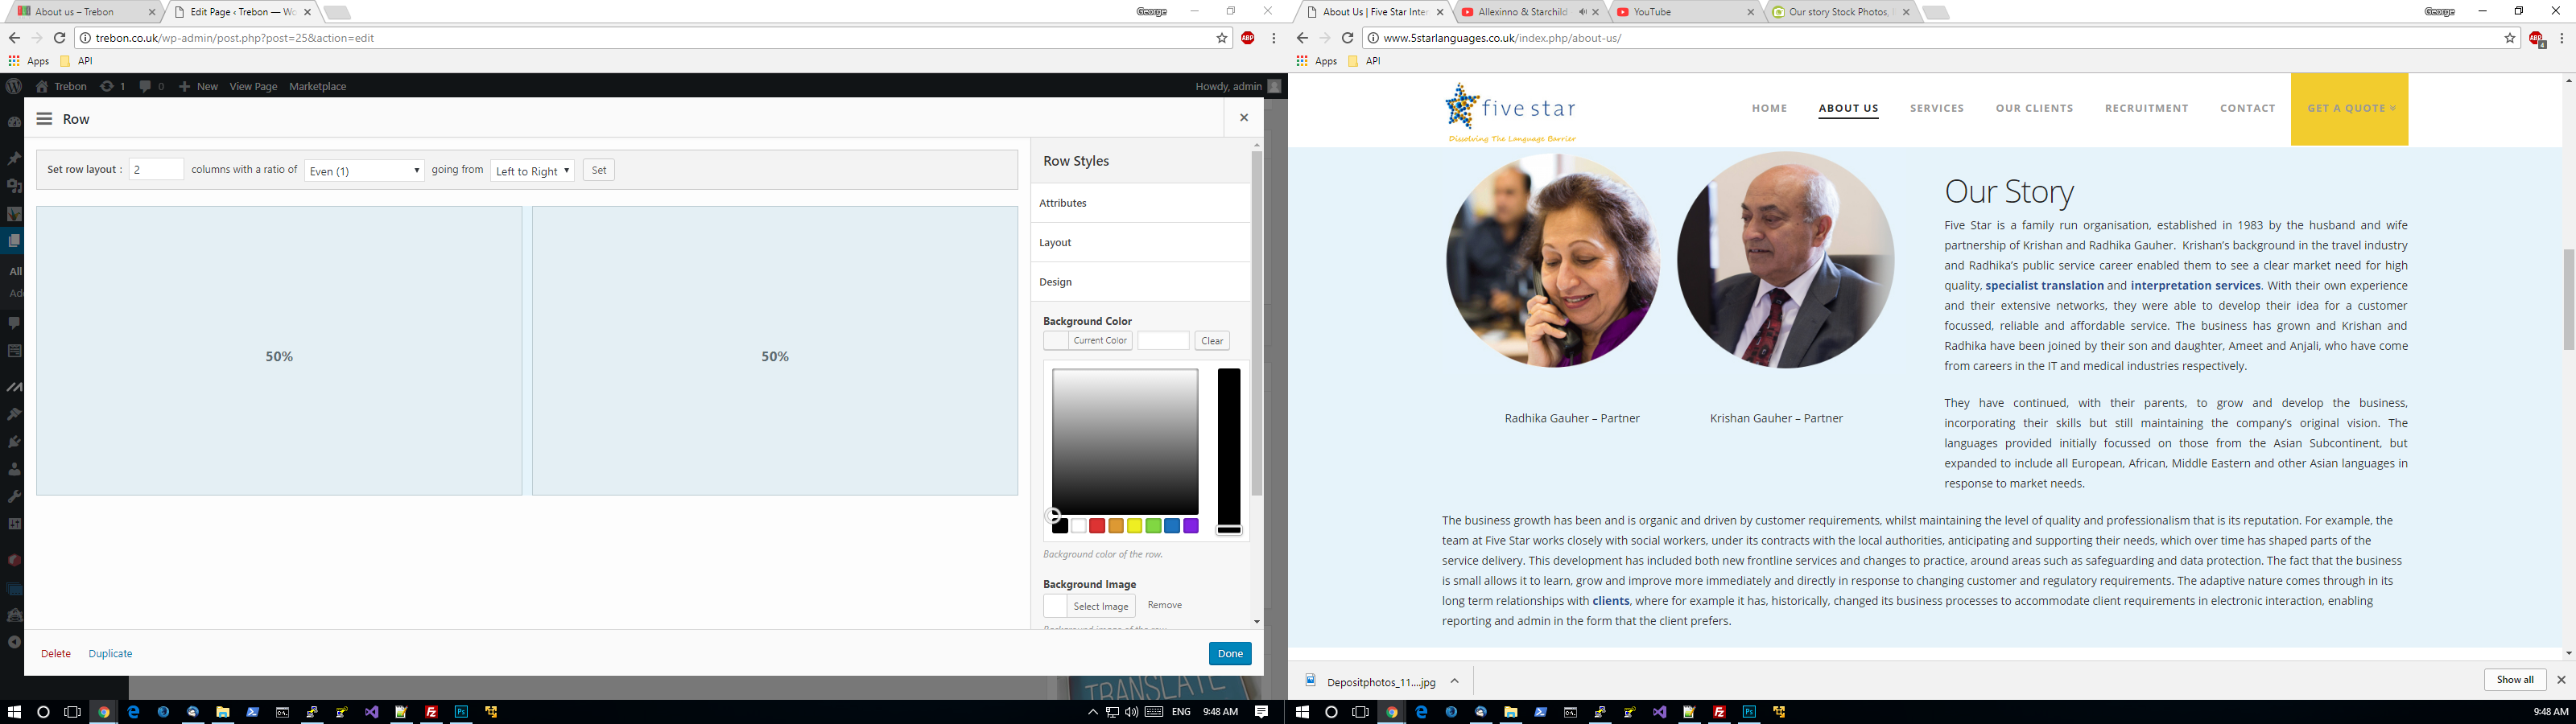 About us – Trebon
Edit Page ‹ Trebon — Wo
George
trebon.co.uk/wp-admin/post.php?post=25&action=edit
ABP
Apps
API
Trebon
1
0
New
View Page
Marketplace
Howdy, admin
Row
Set row layout :
2
columns with a ratio of
Even (1)
going from
Left to Right
Set
50%
50%
All
Add
Row Styles
Attributes
Layout
Design
Background Color
Current Color
Clear
Background color of the row.
Background Image
Select Image
Remove
Background image of the row.
Delete
Duplicate
Done
TRANSLATE
ENG
9:48 AM
About Us | Five Star Inter
Allexinno & Starchild
YouTube
Our story Stock Photos,
George
www.5starlanguages.co.uk/index.php/about-us/
ABP
4
Apps
API
five star
Dissolving The Language Barrier
HOME
ABOUT US
SERVICES
OUR CLIENTS
RECRUITMENT
CONTACT
GET A QUOTE
Our Story
Five Star is a family run organisation, established in 1983 by the husband and wife
partnership of Krishan and Radhika Gauher. Krishan's background in the travel industry
and Radhika's public service career enabled them to see a clear market need for high
quality, specialist translation and interpretation services. With their own experience
and their extensive networks, they were able to develop their idea for a customer
focussed, reliable and affordable service. The business has grown and Krishan and
Radhika have been joined by their son and daughter, Ameet and Anjali, who have come
from careers in the IT and medical industries respectively.
They have continued, with their parents, to grow and develop the business,
incorporating their skills but still maintaining the company's original vision. The
languages provided initially focussed on those from the Asian Subcontinent, but
expanded to include all European, African, Middle Eastern and other Asian languages in
response to market needs.
Radhika Gauher – Partner
Krishan Gauher – Partner
The business growth has been and is organic and driven by customer requirements, whilst maintaining the level of quality and professionalism that is its reputation. For example, the
team at Five Star works closely with social workers, under its contracts with the local authorities, anticipating and supporting their needs, which over time has shaped parts of the
service delivery. This development has included both new frontline services and changes to practice, around areas such as safeguarding and data protection. The fact that the business
is small allows it to learn, grow and improve more immediately and directly in response to changing customer and regulatory requirements. The adaptive nature comes through in its
long term relationships with clients, where for example it has, historically, changed its business processes to accommodate client requirements in electronic interaction, enabling
reporting and admin in the form that the client prefers.
Depositphotos_11....jpg
Show all
9:48 AM